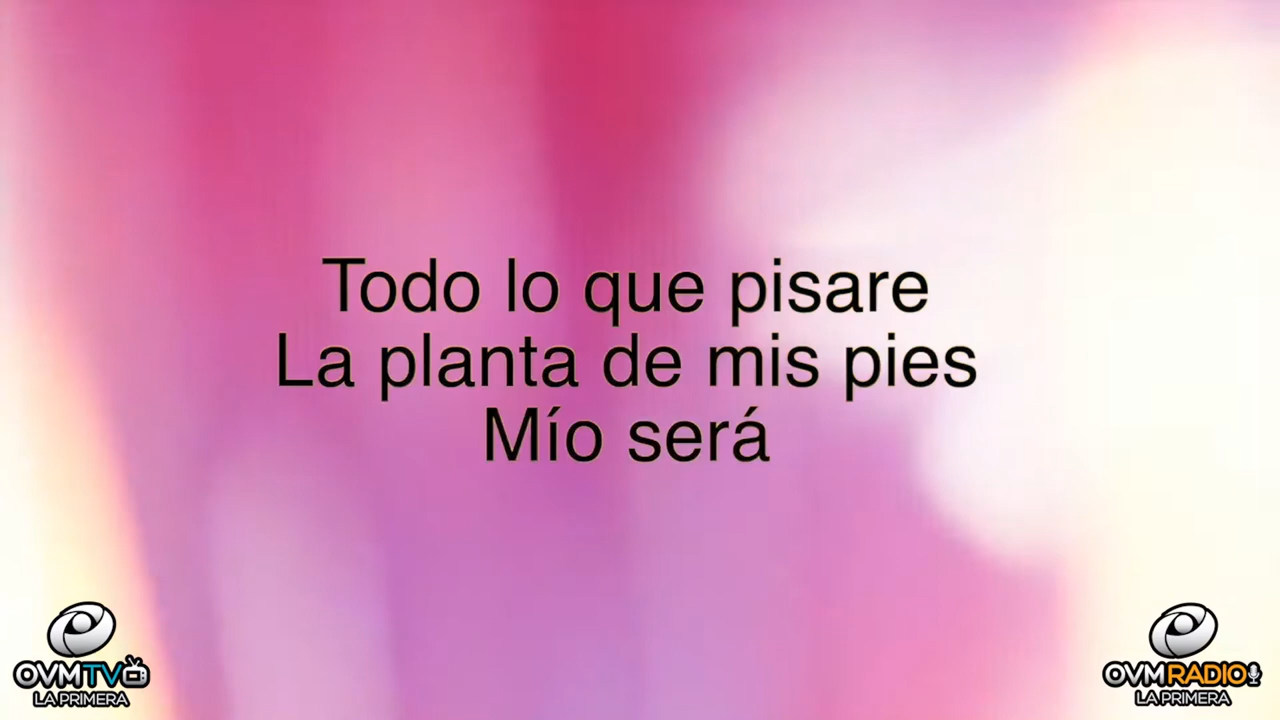 Todo lo que pisare
La planta de mis pies
Mío será
OVMTV
LA PRIMERA
OVMRADIO
LA PRIMERA